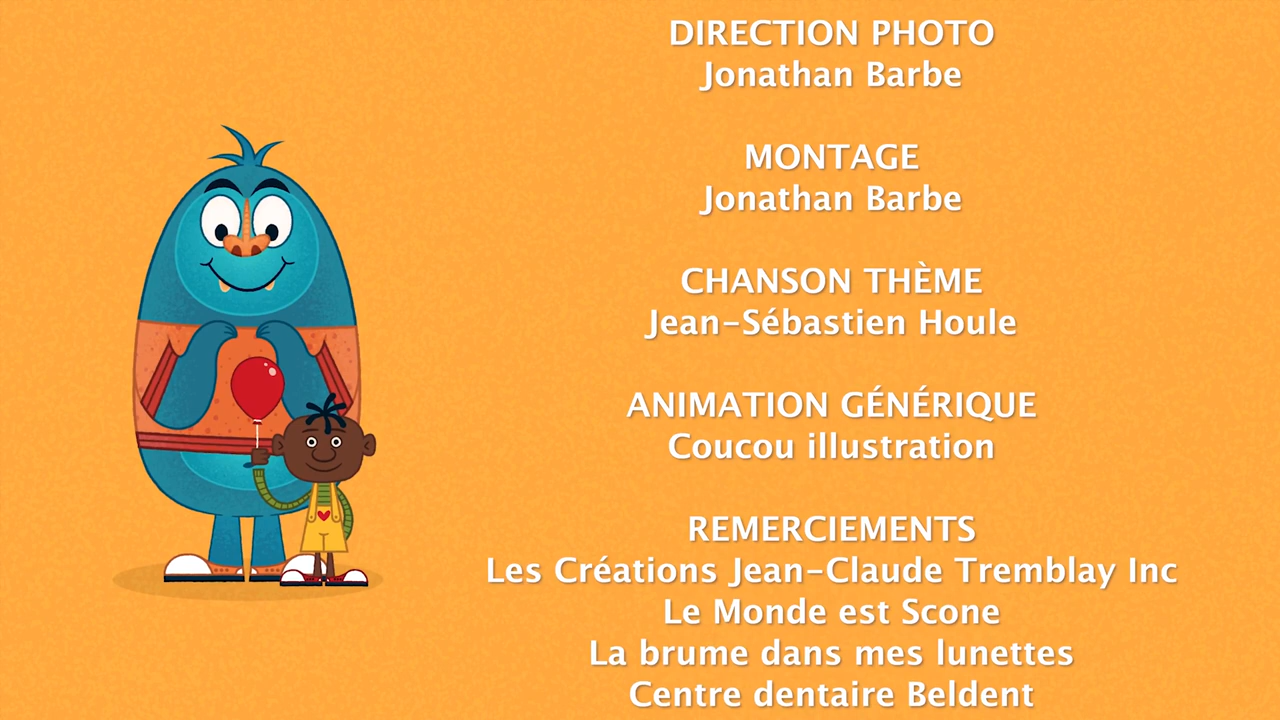 DIRECTION PHOTO
Jonathan Barbe
MONTAGE
Jonathan Barbe
CHANSON THÈME
Jean-Sébastien Houle
ANIMATION GÉNÉRIQUE
Coucou illustration
REMERCIEMENTS
Les Créations Jean-Claude Tremblay Inc
Le Monde est Scone
La brume dans mes lunettes
Centre dentaire Beldent